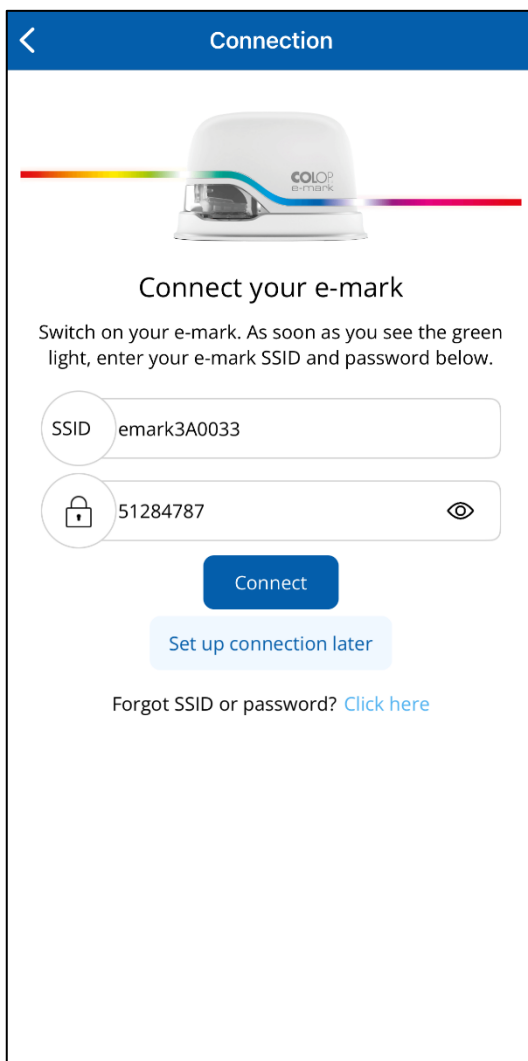 Connection
COLOP
e-mark
Connect your e-mark
Switch on your e-mark. As soon as you see the green
light, enter your e-mark SSID and password below.
SSID emark3A0033
51284787
Connect
Set up connection later
Forgot SSID or password? Click here